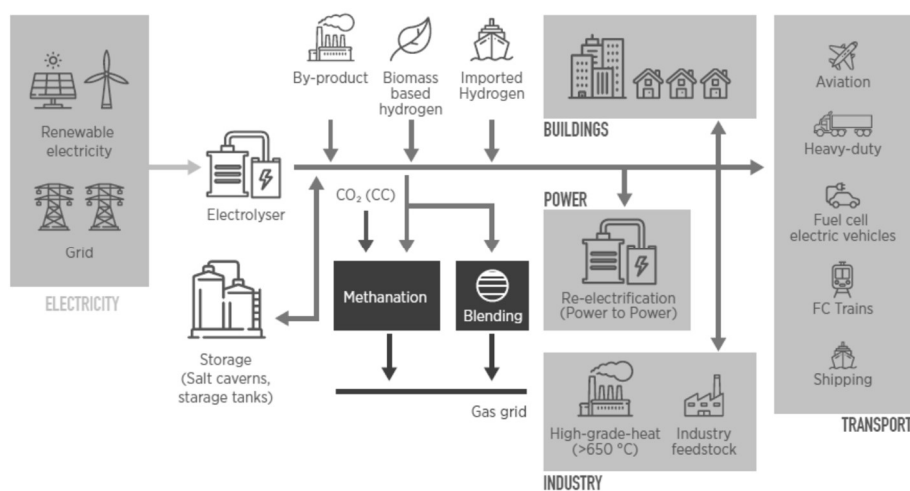 Renewable
electricity
Grid
ELECTRICITY
By-product
Biomass
based
hydrogen
Imported
Hydrogen
Electrolyser
CO₂ (CC)
Storage
(Salt caverns,
starage tanks)
Methanation
Blending
Gas grid
BUILDINGS
POWER
Re-electrification
(Power to Power)
High-grade-heat
(>650 °C)
Industry
feedstock
INDUSTRY
Aviation
Heavy-duty
Fuel cell
electric vehicles
FC Trains
Shipping
TRANSPORT